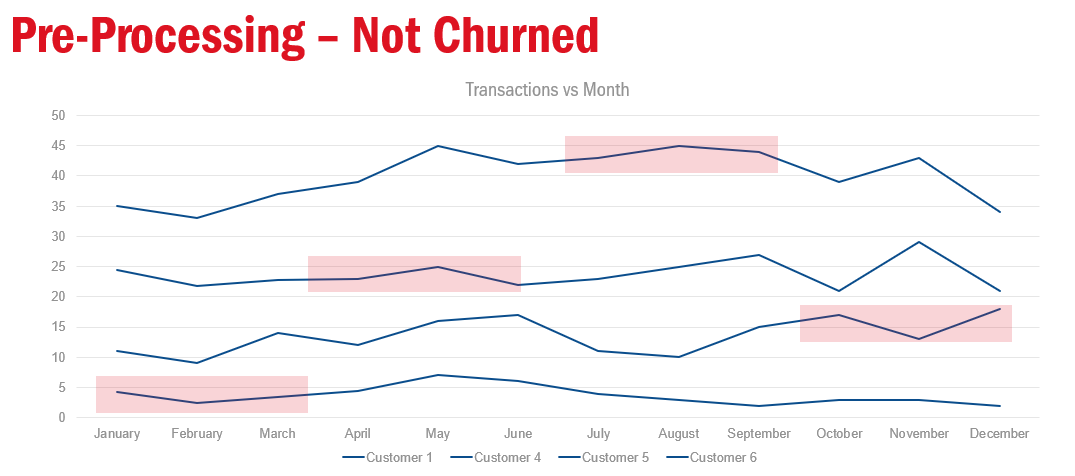 Pre-Processing – Not Churned
Transactions vs Month
50
45
40
35
30
25
20
15
10
5
0
January February March April May June July August September October November December
Customer 1 Customer 4 Customer 5 Customer 6